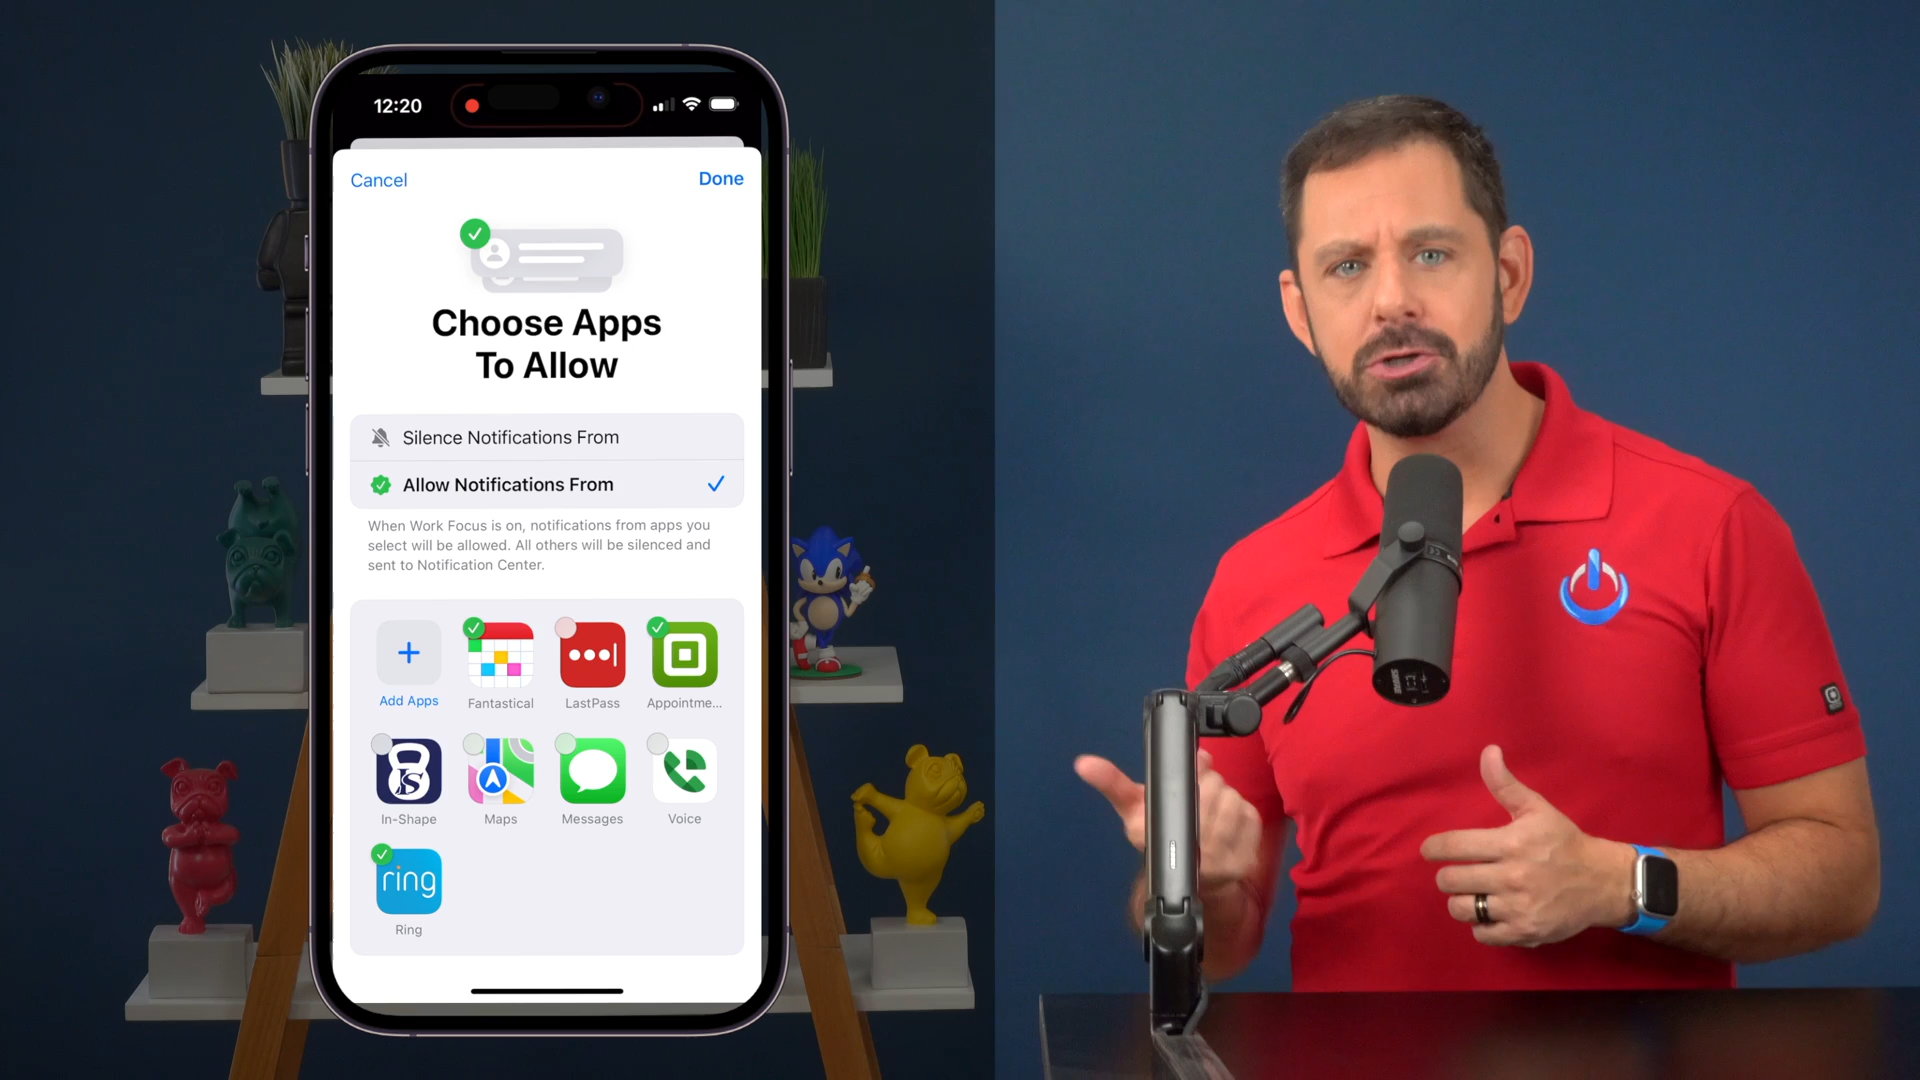 12:20
Cancel
Done
Choose Apps
To Allow
Silence Notifications From
Allow Notifications From
When Work Focus is on, notifications from apps you
select will be allowed. All others will be silenced and
sent to Notification Center.
Add Apps
Fantastical
LastPass
Appointme...
In-Shape
Maps
Messages
Voice
ring
Ring